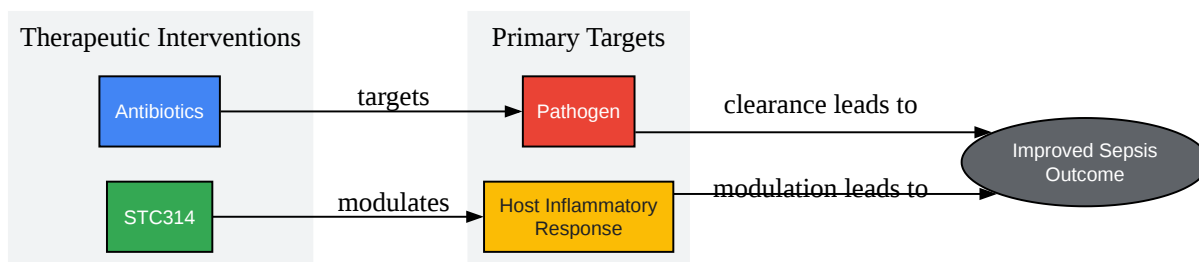 Therapeutic Interventions
Primary Targets
Antibiotics
targets
Pathogen
clearance leads to
Improved Sepsis
Outcome
STC314
modulates
Host Inflammatory
Response
modulation leads to